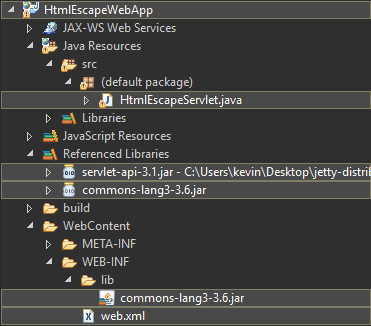 HtmlEscapeWebApp
JAX-WS Web Services
Java Resources
src
(default package)
HtmlEscapeServlet.java
Libraries
JavaScript Resources
Referenced Libraries
servlet-api-3.1.jar - C:\Users\kevin\Desktop\jetty-distrib
commons-lang3-3.6.jar
build
WebContent
META-INF
WEB-INF
lib
commons-lang3-3.6.jar
web.xml